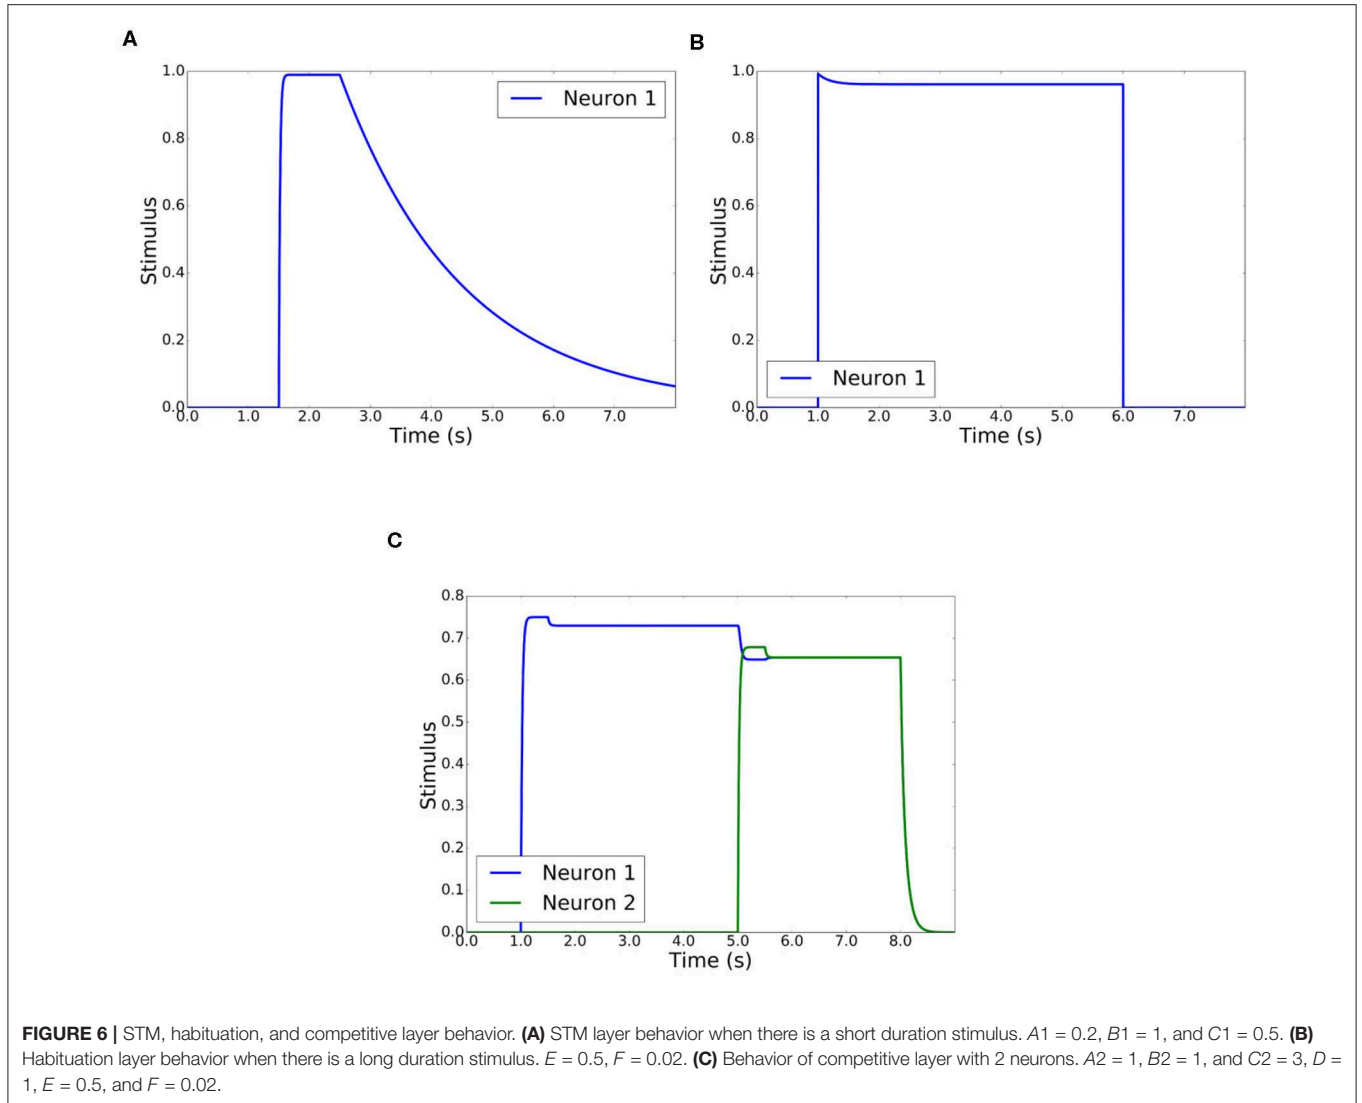 A
1.0
0.8
0.6
0.4
0.2
0.0
Stimulus
Neuron 1
0.0 1.0 2.0 3.0 4.0 5.0 6.0 7.0
Time (s)
B
1.0
0.8
0.6
0.4
0.2
0.0
Stimulus
Neuron 1
0.0 1.0 2.0 3.0 4.0 5.0 6.0 7.0
Time (s)
C
0.8
0.7
0.6
0.5
0.4
0.3
0.2
0.1
0.0
Stimulus
Neuron 1
Neuron 2
0.0 1.0 2.0 3.0 4.0 5.0 6.0 7.0 8.0
Time (s)
FIGURE 6 | STM, habituation, and competitive layer behavior. (A) STM layer behavior when there is a short duration stimulus. A1 = 0.2, B1 = 1, and C1 = 0.5. (B)
Habituation layer behavior when there is a long duration stimulus. E = 0.5, F = 0.02. (C) Behavior of competitive layer with 2 neurons. A2 = 1, B2 = 1, and C2 = 3, D =
1, E = 0.5, and F = 0.02.